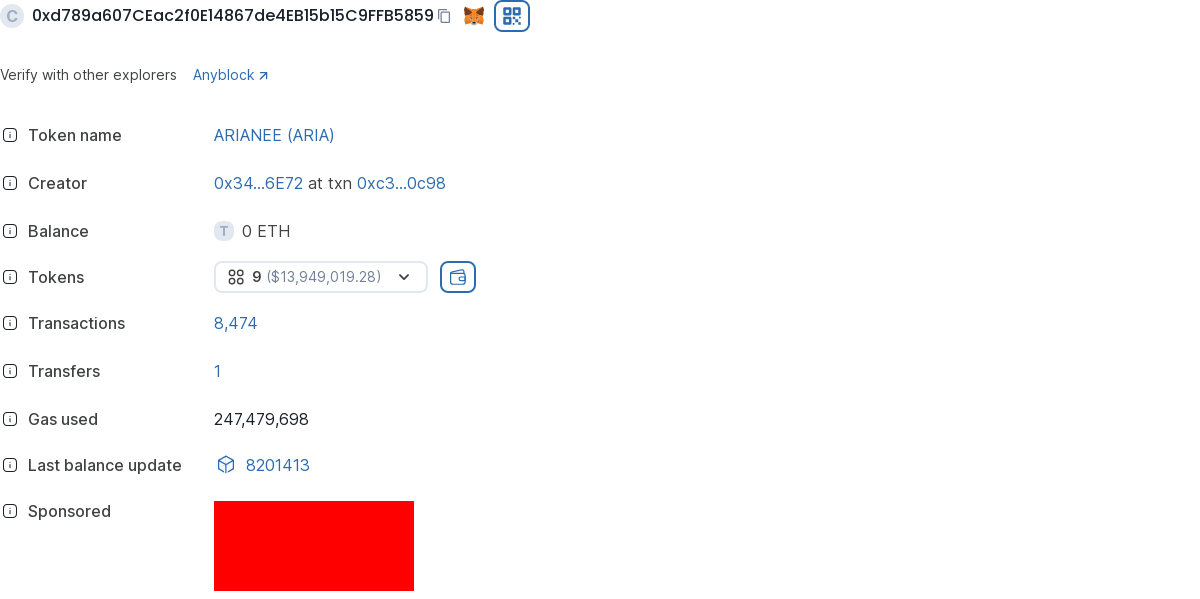 C 0xd789a607CEac2f0E14867de4EB15b15C9FFB5859
Verify with other explorers Anyblock
Token name ARIANEE (ARIA)
Creator 0x34...6E72 at txn 0xc3...0c98
Balance T 0 ETH
Tokens 9 ($13,949,019.28)
Transactions 8,474
Transfers 1
Gas used 247,479,698
Last balance update 8201413
Sponsored